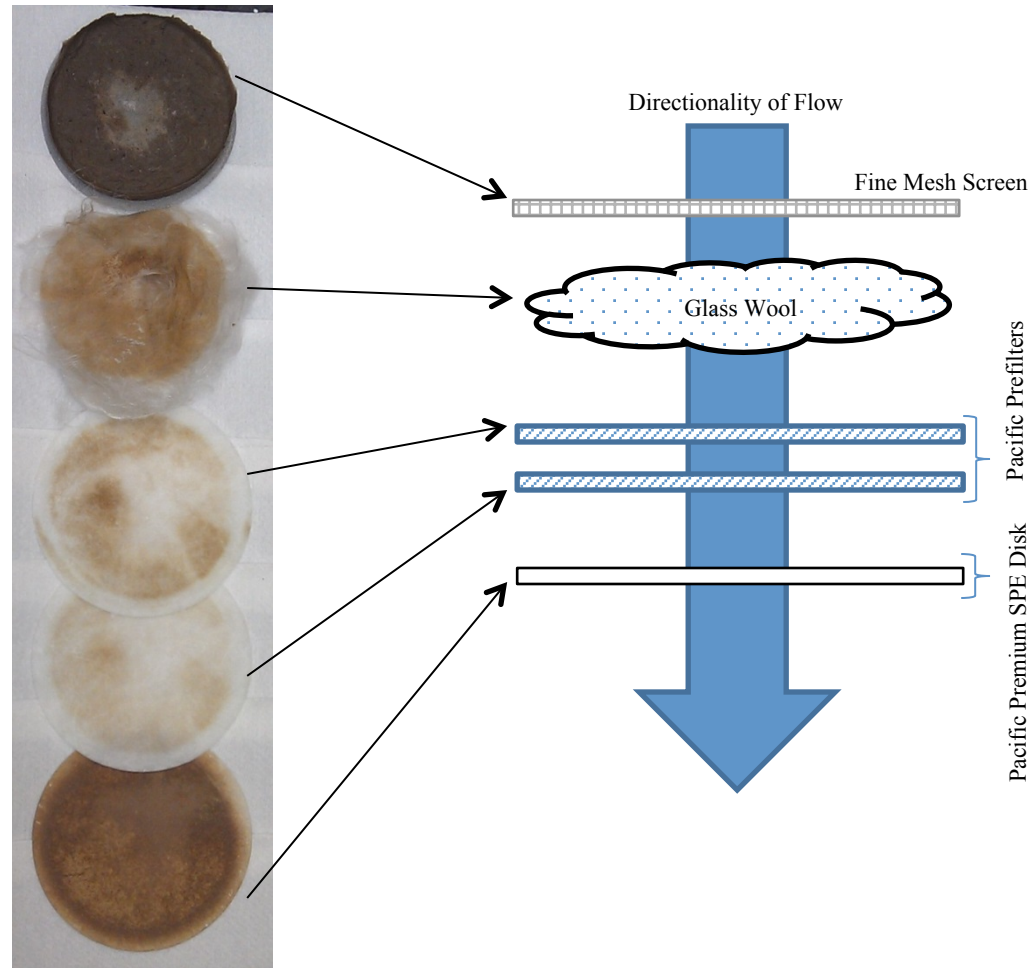 Directionality of Flow
Fine Mesh Screen
Glass Wool
Pacific Prefilters
Pacific Premium SPE Disk